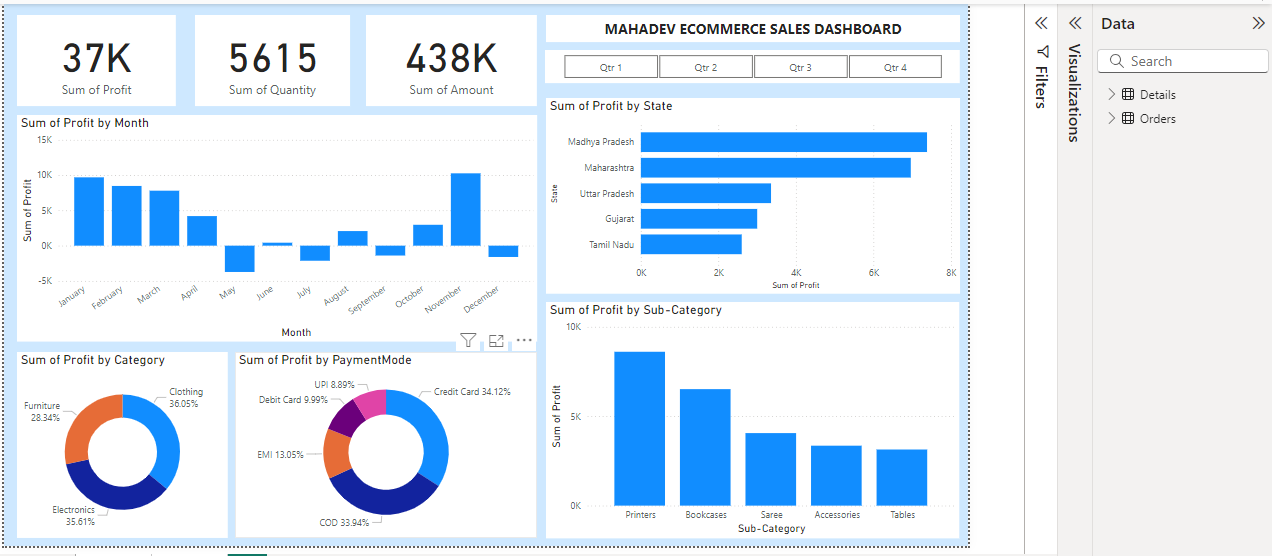 37K
Sum of Profit
5615
Sum of Quantity
438K
Sum of Amount
MAHADEV ECOMMERCE SALES DASHBOARD
Qtr 1
Qtr 2
Qtr 3
Qtr 4
Sum of Profit by Month
15K
10K
5K
0K
-5K
Sum of Profit
January
February
March
April
May
June
July
August
September
October
November
December
Month
Sum of Profit by State
State
Madhya Pradesh
Maharashtra
Uttar Pradesh
Gujarat
Tamil Nadu
0K
2K
4K
6K
8K
Sum of Profit
Sum of Profit by Category
Clothing
36.05%
Furniture
28.34%
Electronics
35.61%
Sum of Profit by PaymentMode
UPI 8.89%
Credit Card 34.12%
Debit Card 9.99%
EMI 13.05%
COD 33.94%
Sum of Profit by Sub-Category
10K
5K
0K
Sum of Profit
Printers
Bookcases
Saree
Accessories
Tables
Sub-Category
Filters
Visualizations
Data
Search
Details
Orders